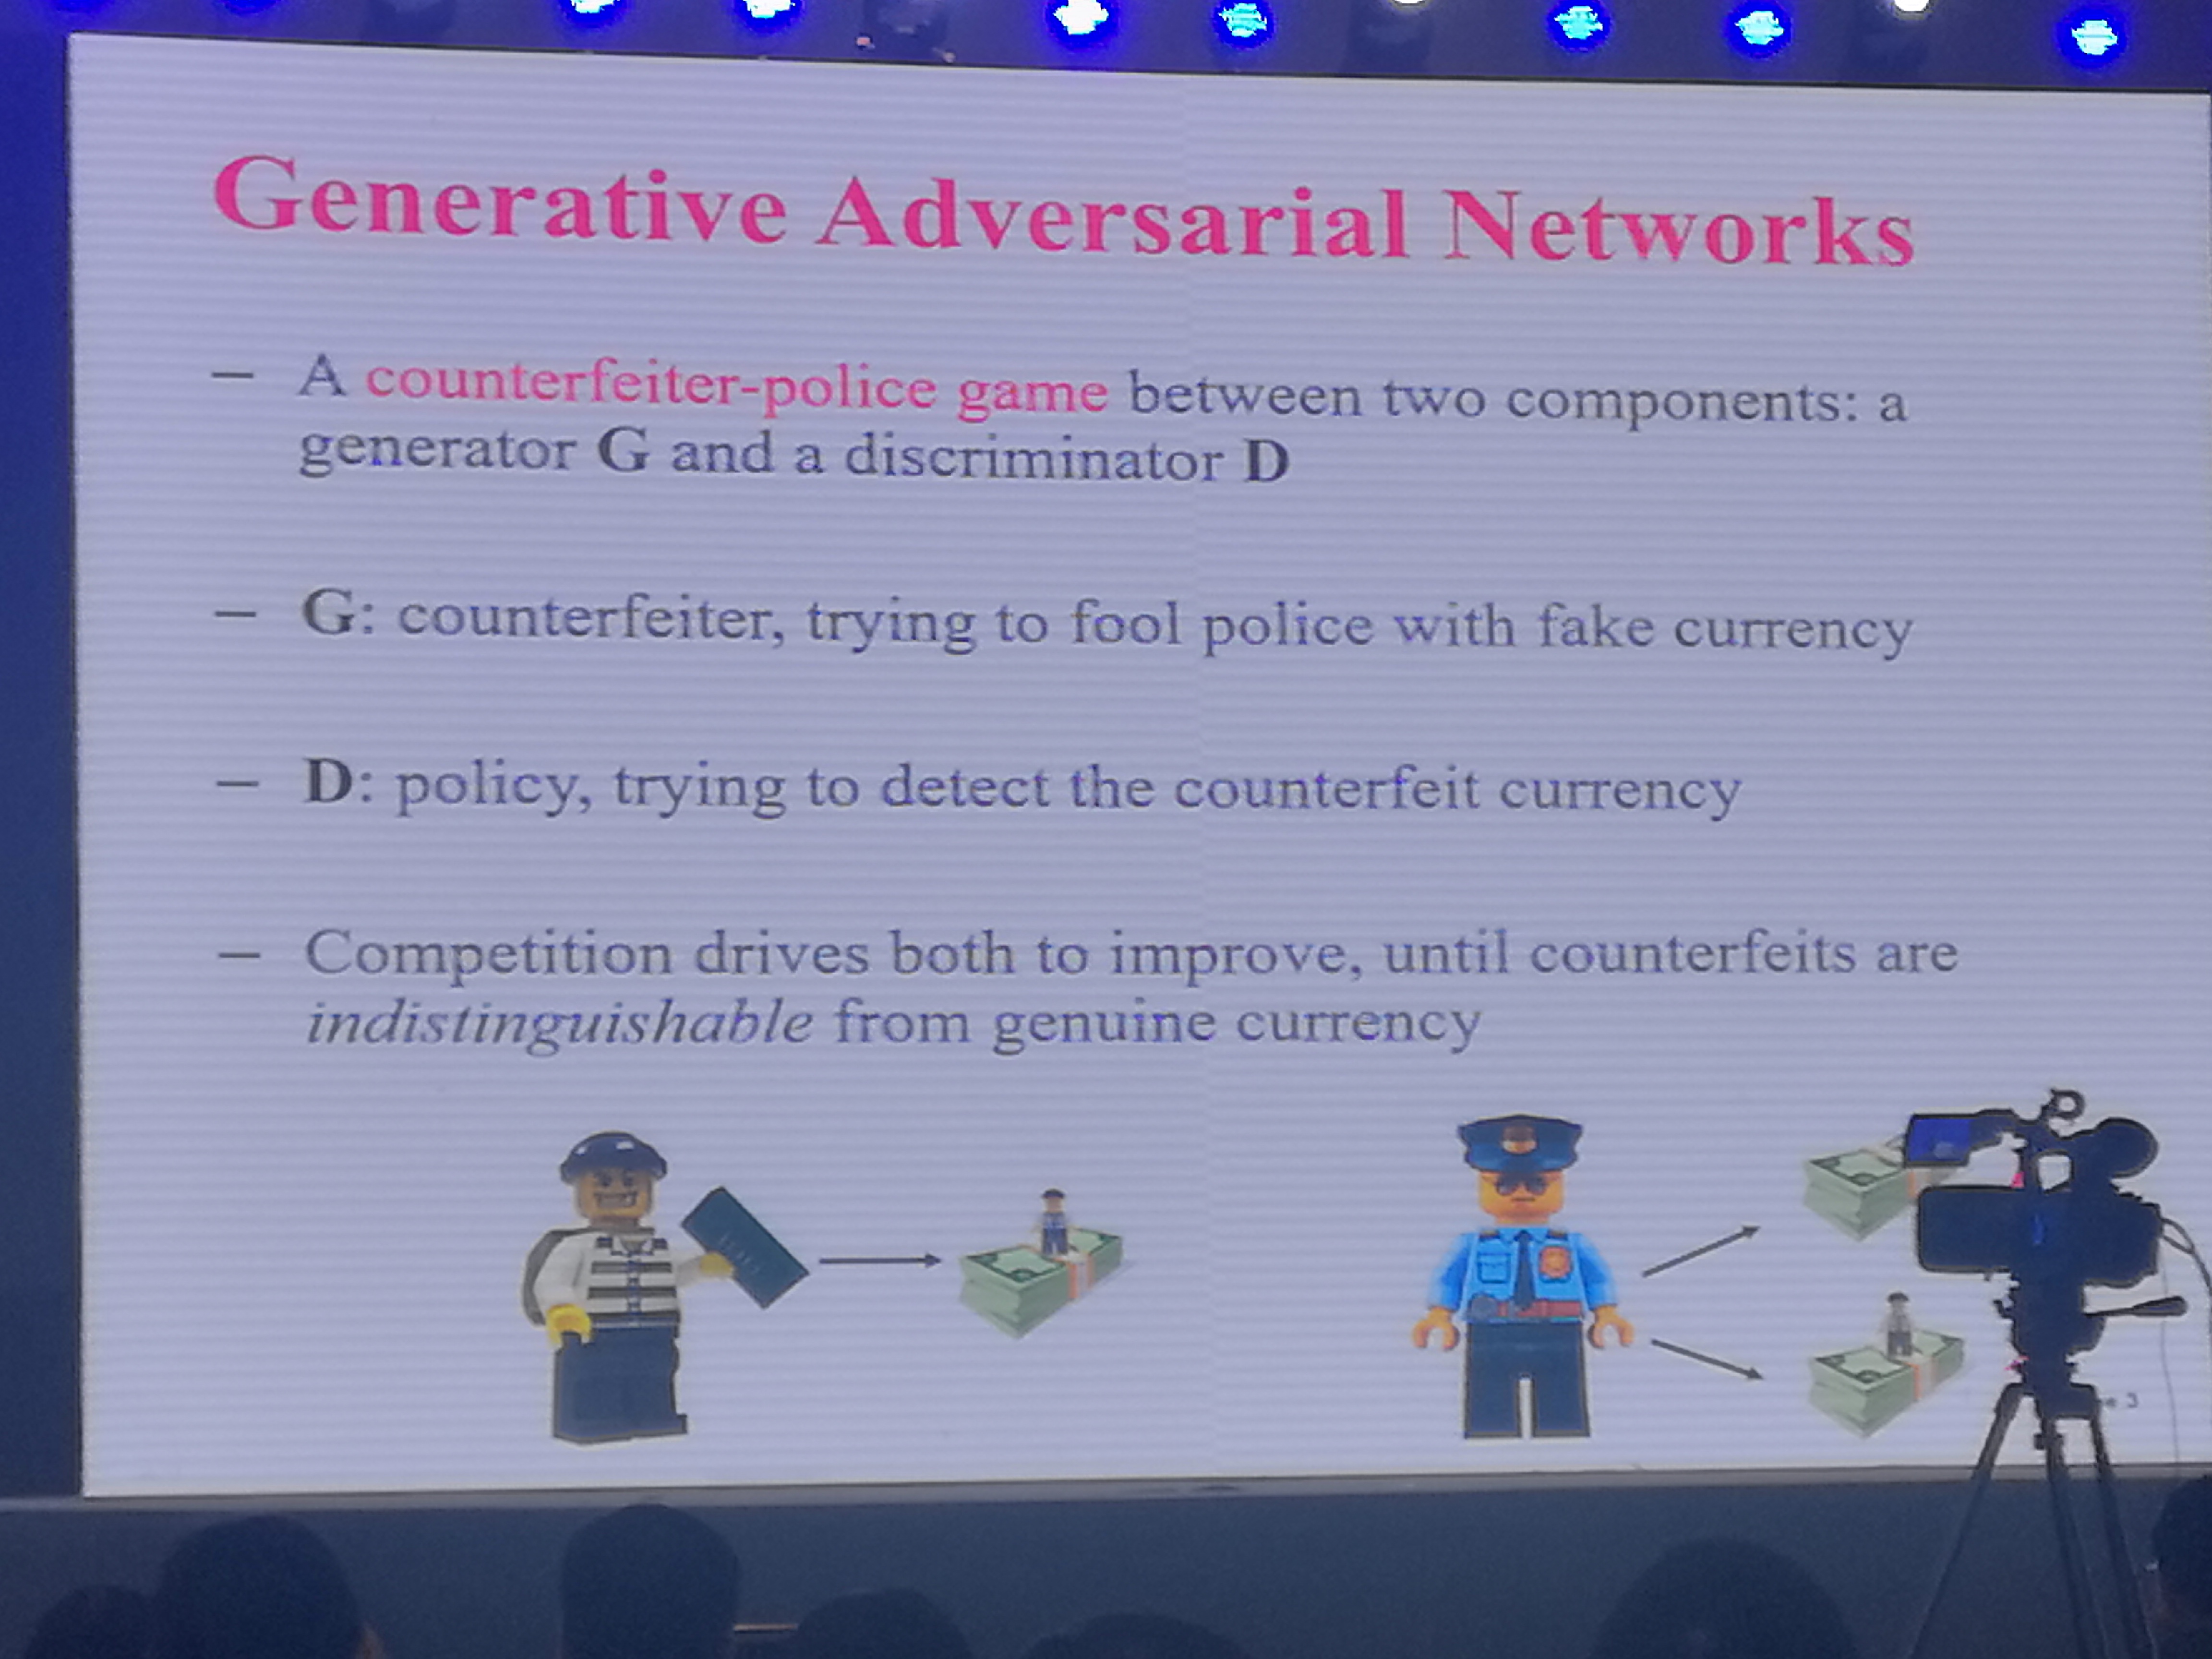 Generative Adversarial Networks
– A counterfeiter-police game between two components: a
generator G and a discriminator D
– G: counterfeiter, trying to fool police with fake currency
– D: policy, trying to detect the counterfeit currency
– Competition drives both to improve, until counterfeits are
indistinguishable from genuine currency
3